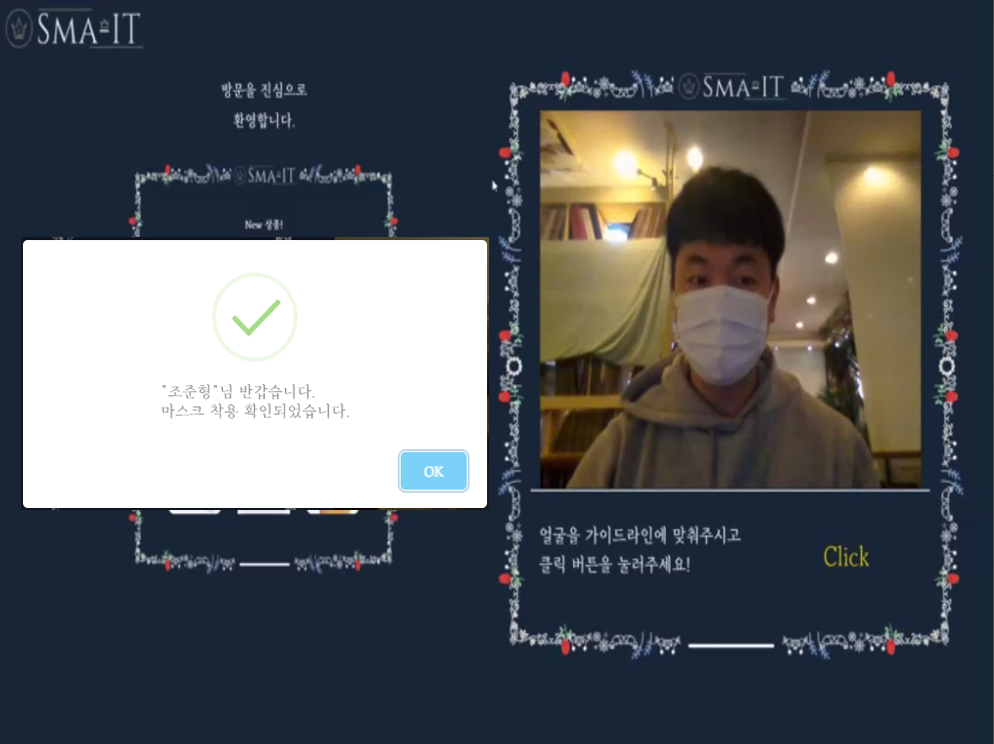 SMA-IT
방문을 진심으로
환영합니다.
SMA-IT
New 상품!
"조준형"님 반갑습니다.
마스크 착용 확인되었습니다.
OK
SMA-IT
얼굴을 가이드라인에 맞춰주시고
클릭 버튼을 눌러주세요!
Click